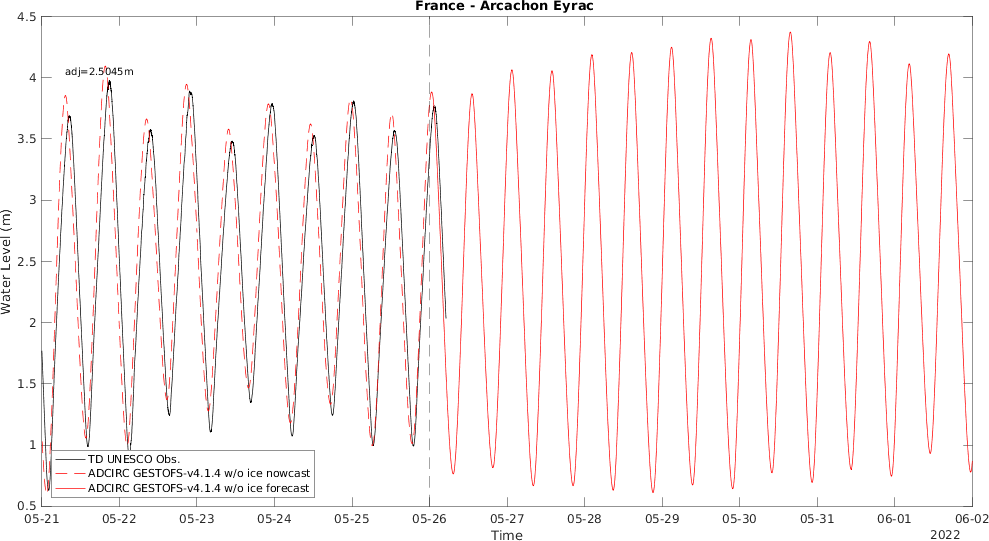 France - Arcachon Eyrac
4.5
4
3.5
3
2.5
2
1.5
1
0.5
Water Level (m)
adj=2.5045m
TD UNESCO Obs.
ADCIRC GESTOFS-v4.1.4 w/o ice nowcast
ADCIRC GESTOFS-v4.1.4 w/o ice forecast
05-21 05-22 05-23 05-24 05-25 05-26 05-27 05-28 05-29 05-30 05-31 06-01 06-02
Time
2022